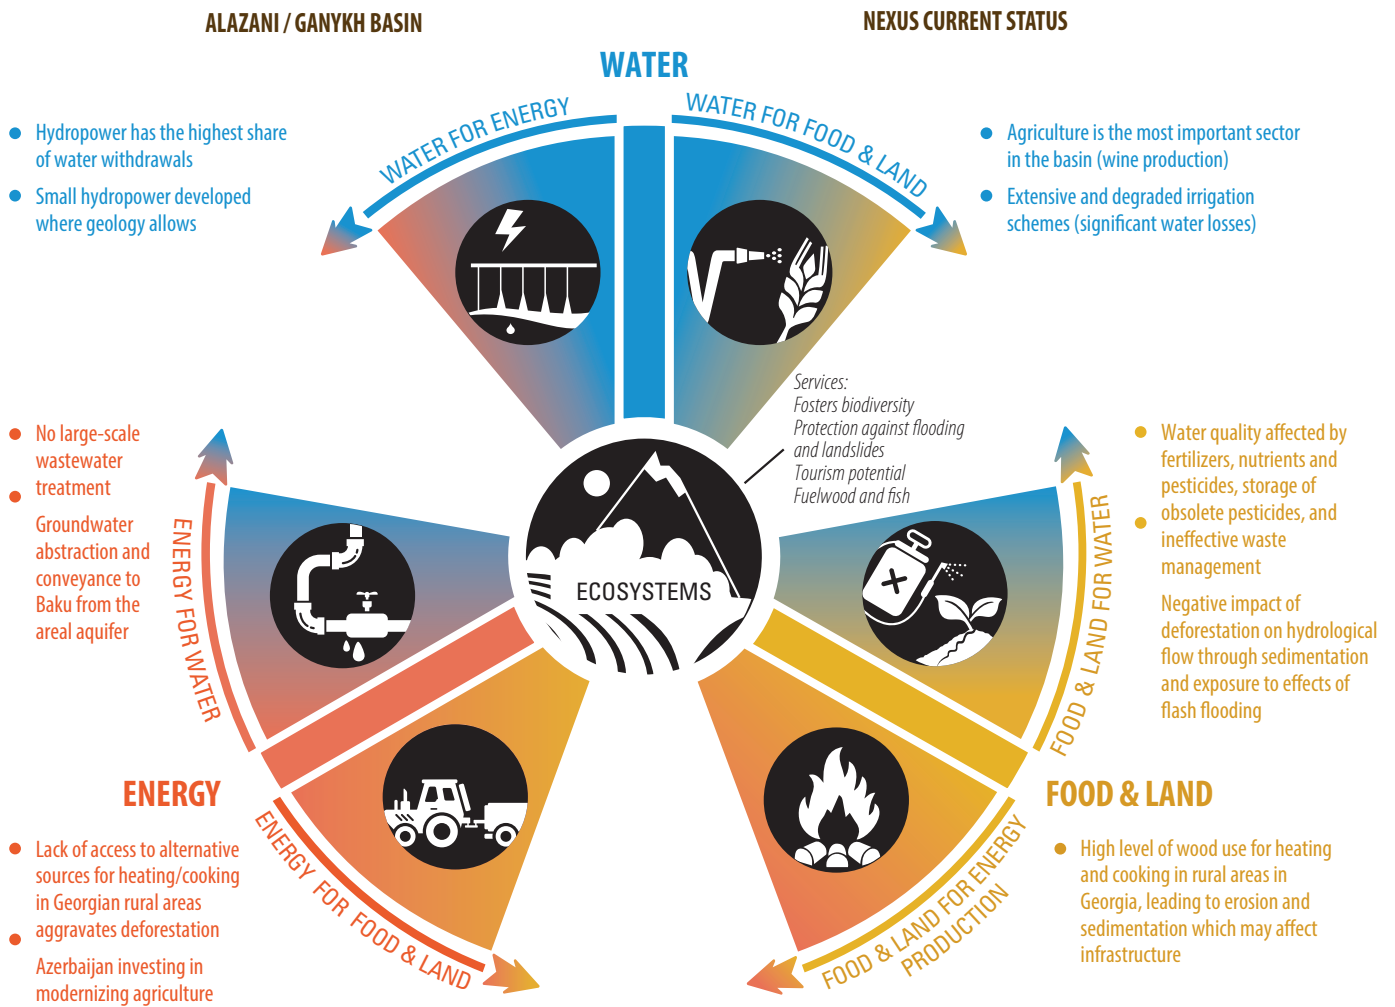 ALAZANI / GANYKH BASIN
NEXUS CURRENT STATUS
WATER
WATER FOR ENERGY
WATER FOR FOOD & LAND
Hydropower has the highest share
of water withdrawals
Small hydropower developed
where geology allows
Agriculture is the most important sector
in the basin (wine production)
Extensive and degraded irrigation
schemes (significant water losses)
Services:
Fosters biodiversity
Protection against flooding
and landslides
Tourism potential
Fuelwood and fish
No large-scale
wastewater
treatment
Groundwater
abstraction and
conveyance to
Baku from the
areal aquifer
ENERGY FOR WATER
ECOSYSTEMS
FOOD & LAND FOR WATER
Water quality affected by
fertilizers, nutrients and
pesticides, storage of
obsolete pesticides, and
ineffective waste
management
Negative impact of
deforestation on hydrological
flow through sedimentation
and exposure to effects of
flash flooding
ENERGY
FOOD & LAND
Lack of access to alternative
sources for heating/cooking
in Georgian rural areas
aggravates deforestation
Azerbaijan investing in
modernizing agriculture
ENERGY FOR FOOD & LAND
FOOD & LAND FOR ENERGY
PRODUCTION
High level of wood use for heating
and cooking in rural areas in
Georgia, leading to erosion and
sedimentation which may affect
infrastructure